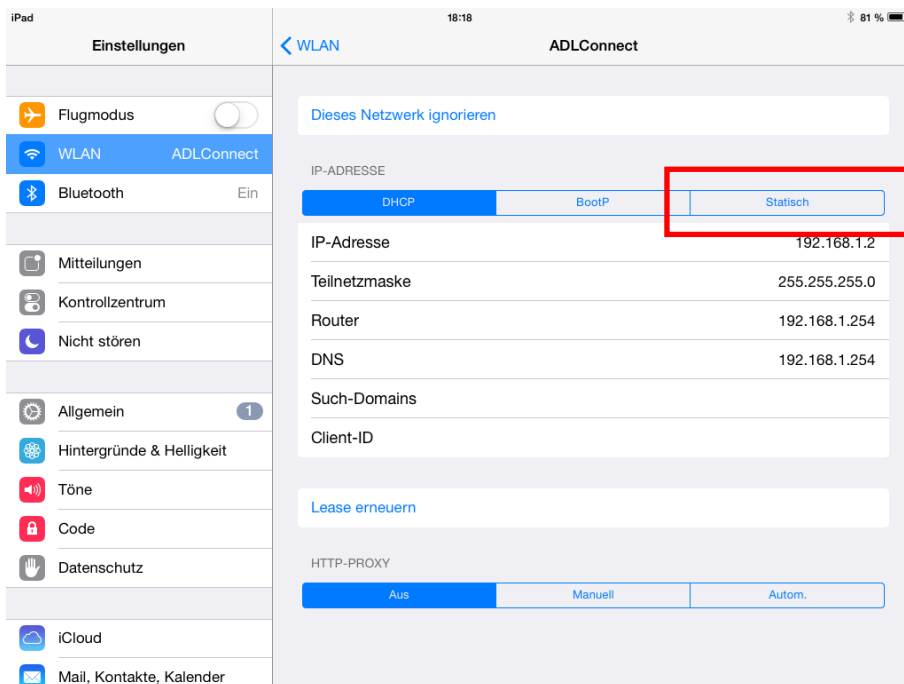 iPad 18:18 81 %
Einstellungen
WLAN ADLConnect
Flugmodus
WLAN ADLConnect
Bluetooth Ein
Mitteilungen
Kontrollzentrum
Nicht stören
Allgemein 1
Hintergründe & Helligkeit
Töne
Code
Datenschutz
iCloud
Mail, Kontakte, Kalender
Dieses Netzwerk ignorieren
IP-ADRESSE
DHCP BootP Statisch
IP-Adresse 192.168.1.2
Teilnetzmaske 255.255.255.0
Router 192.168.1.254
DNS 192.168.1.254
Such-Domains
Client-ID
Lease erneuern
HTTP-PROXY
Aus Manuell Autom.